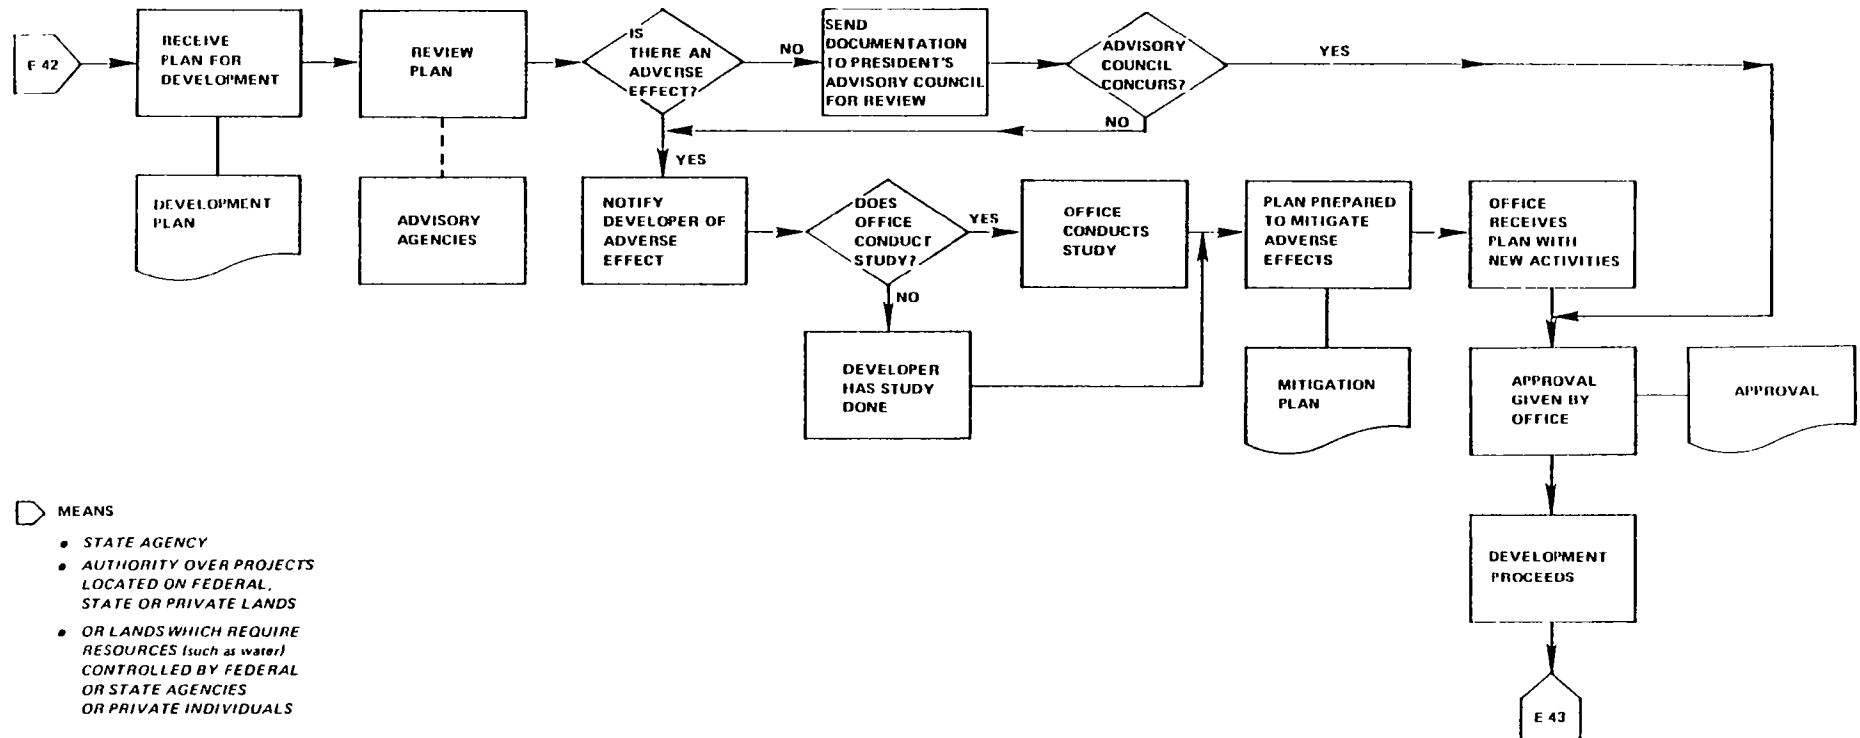 F 42
RECEIVE
PLAN FOR
DEVELOPMENT
REVIEW
PLAN
IS
THERE AN
ADVERSE
EFFECT?
NO
SEND
DOCUMENTATION
TO PRESIDENT'S
ADVISORY COUNCIL
FOR REVIEW
ADVISORY
COUNCIL
CONCURS?
YES
NO
YES
DEVELOPMENT
PLAN
ADVISORY
AGENCIES
NOTIFY
DEVELOPER OF
ADVERSE
EFFECT
DOES
OFFICE
CONDUCT
STUDY?
YES
OFFICE
CONDUCTS
STUDY
PLAN PREPARED
TO MITIGATE
ADVERSE
EFFECTS
OFFICE
RECEIVES
PLAN WITH
NEW ACTIVITIES
NO
DEVELOPER
HAS STUDY
DONE
MITIGATION
PLAN
APPROVAL
GIVEN BY
OFFICE
APPROVAL
DEVELOPMENT
PROCEEDS
E 43
MEANS
• STATE AGENCY
• AUTHORITY OVER PROJECTS
LOCATED ON FEDERAL,
STATE OR PRIVATE LANDS
• OR LANDS WHICH REQUIRE
RESOURCES (such as water)
CONTROLLED BY FEDERAL
OR STATE AGENCIES
OR PRIVATE INDIVIDUALS